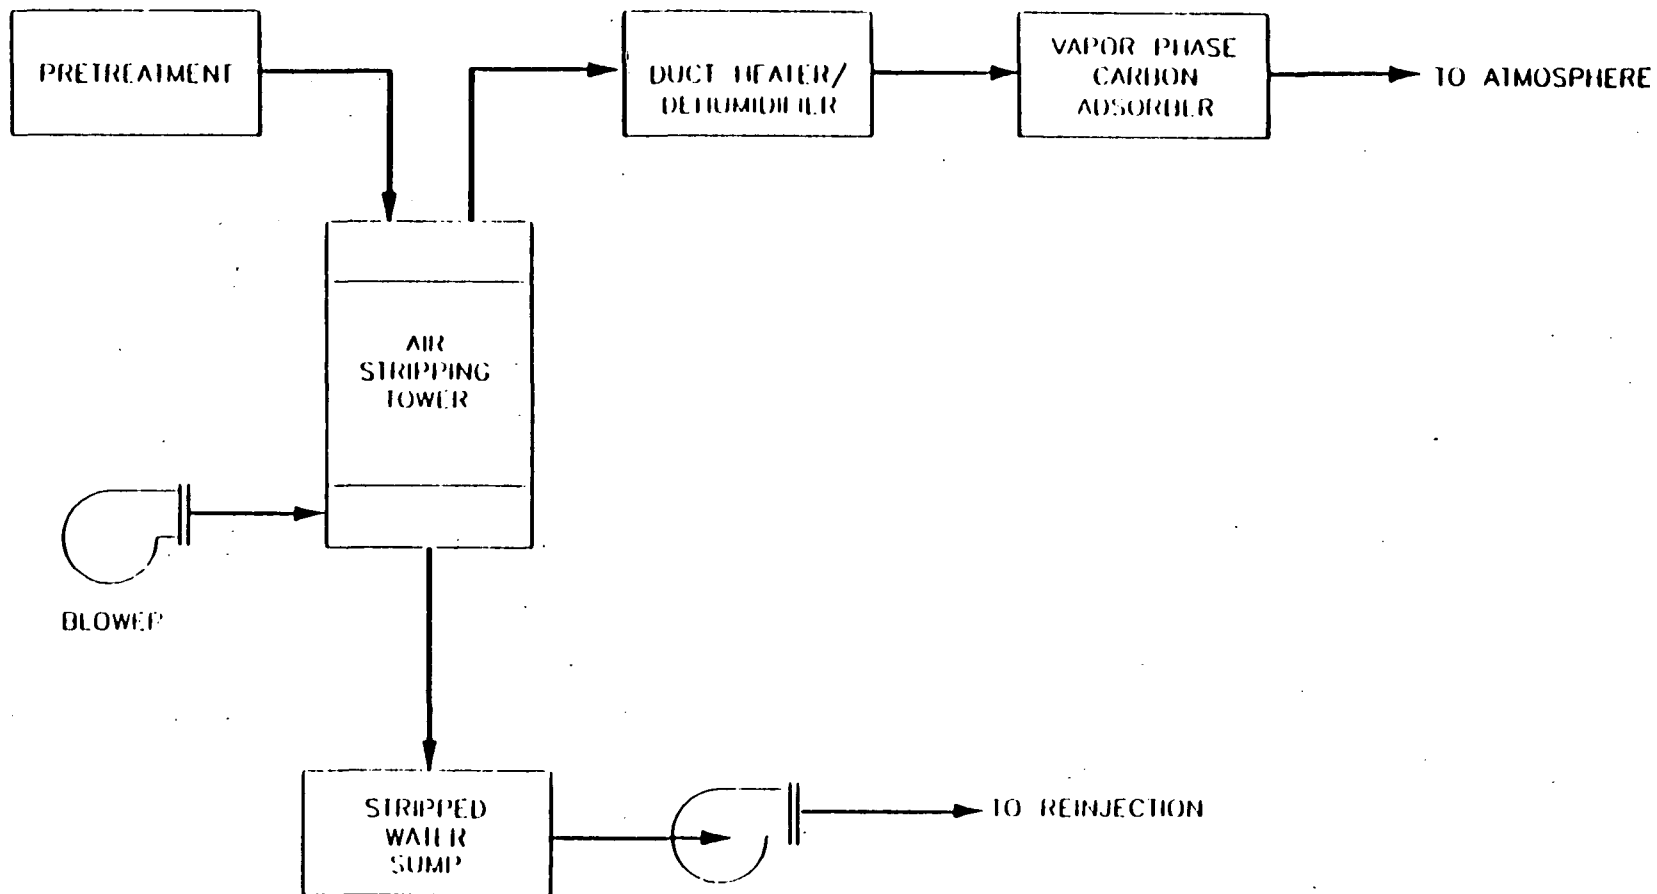 PRETREATMENT
DUCT HEATER/
DEHUMIDIFIER
VAPOR PHASE
CARBON
ADSORBER
TO ATMOSPHERE
AIR
STRIPPING
TOWER
BLOWER
STRIPPED
WATER
SUMP
TO REINJECTION